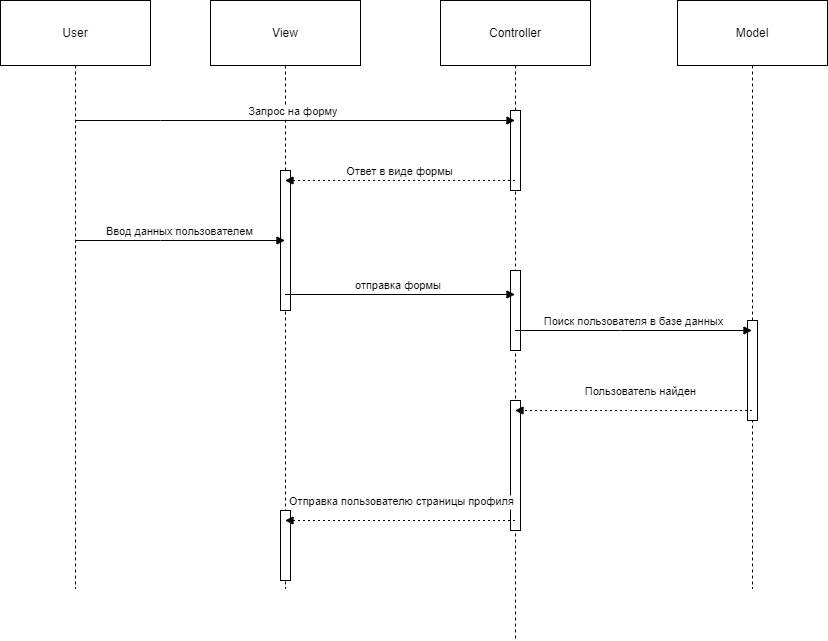 User
View
Controller
Model
Запрос на форму
Ответ в виде формы
Ввод данных пользователем
отправка формы
Поиск пользователя в базе данных
Пользователь найден
Отправка пользователю страницы профиля